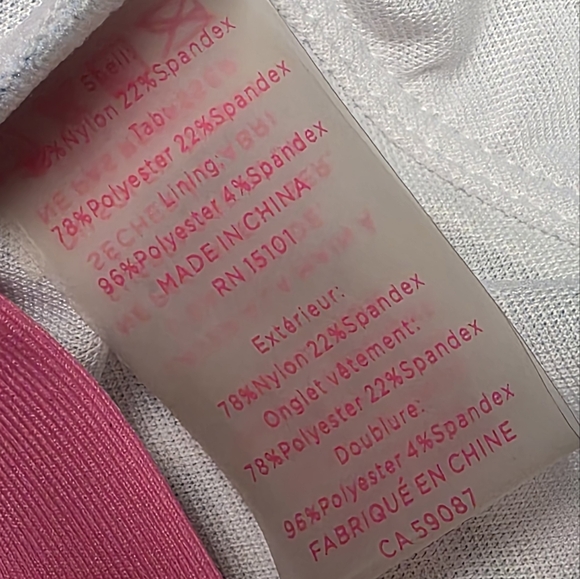 Shell:
78%Nylon 22%Spandex
Tab:
78%Polyester 22%Spandex
Lining:
96%Polyester 4%Spandex
MADE IN CHINA
RN 15101
Extérieur:
78%Nylon 22%Spandex
Onglet vêtement:
78%Polyester 22%Spandex
Doublure:
96%Polyester 4%Spandex
FABRIQUÉ EN CHINE
CA 59087